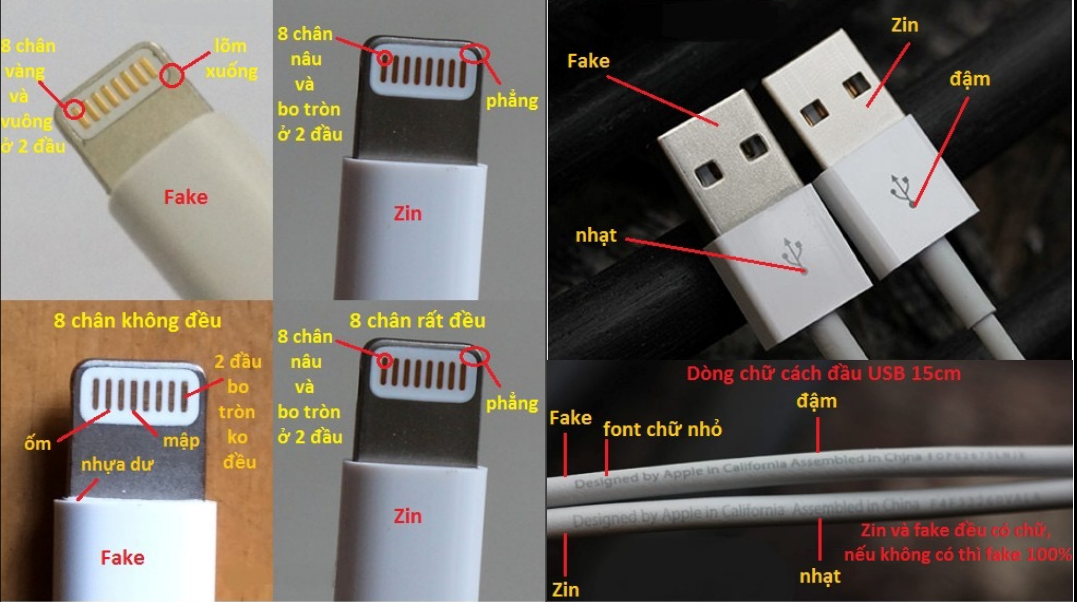 8 chân
vàng
và
vuông
ở 2 đầu
lõm
xuống
Fake
8 chân
nâu
và
bo tròn
ở 2 đầu
phẳng
Zin
8 chân không đều
2 đầu
bo
tròn
ko
đều
ốm
mập
nhựa dư
Fake
8 chân rất đều
8 chân
nâu
và
bo tròn
ở 2 đầu
phẳng
Zin
Fake
Zin
đậm
nhạt
Dòng chữ cách đầu USB 15cm
đậm
Fake
font chữ nhỏ
Designed by Apple in California Assembled in China
Designed by Apple in California Assembled in China
Zin và fake đều có chữ,
nếu không có thì fake 100%
Zin
nhạt